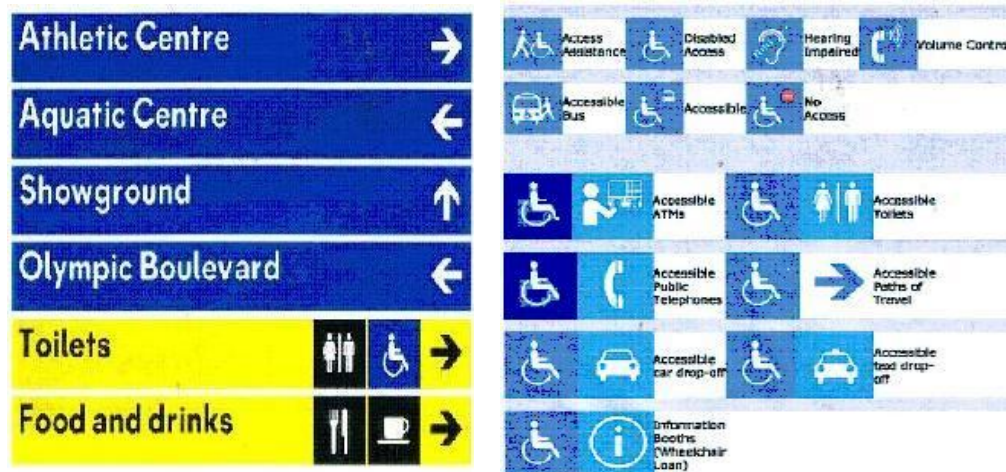 Athletic Centre
Aquatic Centre
Showground
Olympic Boulevard
Toilets
Food and drinks
Access
Assistance
Disabled
Access
Hearing
Impaired
Volume Contro
Accessible
Bus
Accessible
No
Access
Accessible
ATMs
Accessible
Toilets
Accessible
Public
Telephones
Accessible
Paths of
Travel
Accessible
car drop-off
Accessible
taxi drop-
off
Information
Booths
(Wheelchair
Loan)